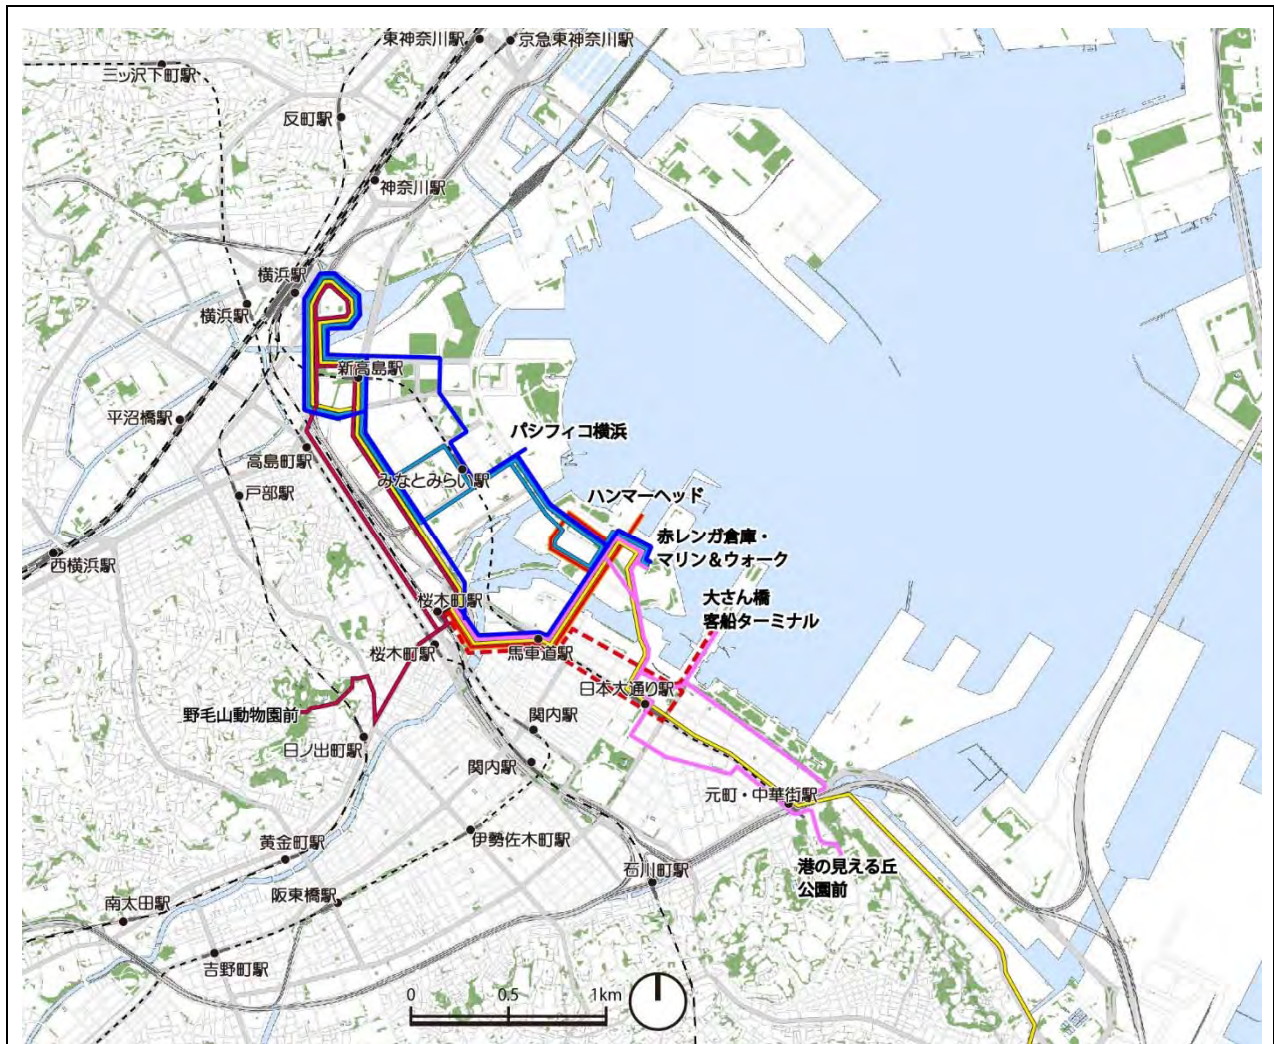 東神奈川駅
京急東神奈川駅
三ッ沢下町駅
反町駅
神奈川駅
横浜駅
横浜駅
新高島駅
平沼橋駅
パシフィコ横浜
高島町駅
みなとみらい駅
戸部駅
ハンマーヘッド
赤レンガ倉庫・
マリン＆ウォーク
西横浜駅
大さん橋
客船ターミナル
桜木町駅
桜木町駅
馬車道駅
日本大通り駅
野毛山動物園前
関内駅
日ノ出町駅
関内駅
元町・中華街駅
伊勢佐木町駅
黄金町駅
石川町駅
港の見える丘
公園前
阪東橋駅
南太田駅
吉野町駅
0 0.5 1km